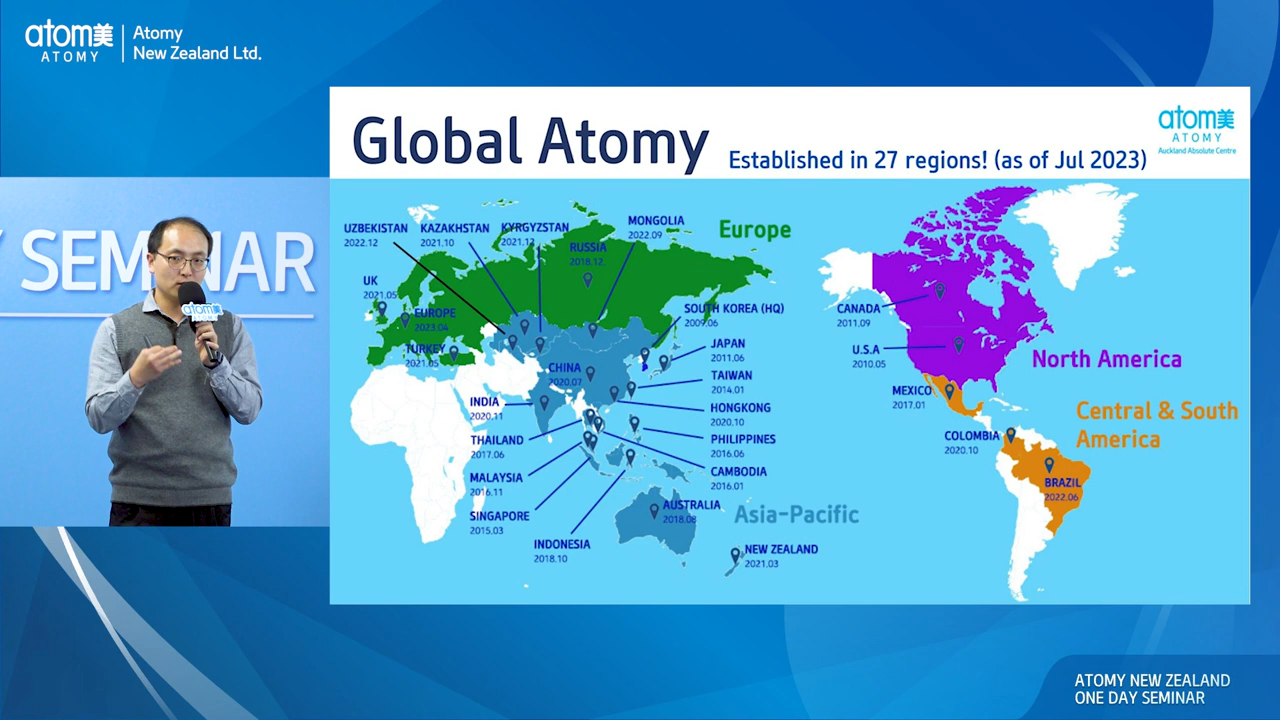 atom美
ATOMY
Atomy
New Zealand Ltd.
Global Atomy
Established in 27 regions! (as of Jul 2023)
atom美
ATOMY
Auckland Absolute Centre
SEMINAR
atom美
UZBEKISTAN
2022.12
KAZAKHSTAN
2021.10
KYRGYZSTAN
2021.12
RUSSIA
2018.12
MONGOLIA
2022.09
Europe
UK
2021.05
EUROPE
2023.04
TURKEY
2021.05
SOUTH KOREA (HQ)
2009.06
JAPAN
2011.06
CHINA
2020.07
TAIWAN
2014.01
INDIA
2020.11
HONGKONG
2020.10
THAILAND
2017.06
PHILIPPINES
2016.06
MALAYSIA
2016.11
CAMBODIA
2016.01
SINGAPORE
2015.03
AUSTRALIA
2018.08
Asia-Pacific
INDONESIA
2018.10
NEW ZEALAND
2021.03
CANADA
2011.09
U.S.A
2010.05
North America
MEXICO
2017.01
Central & South
America
COLOMBIA
2020.10
BRAZIL
2022.06
ATOMY NEW ZEALAND
ONE DAY SEMINAR